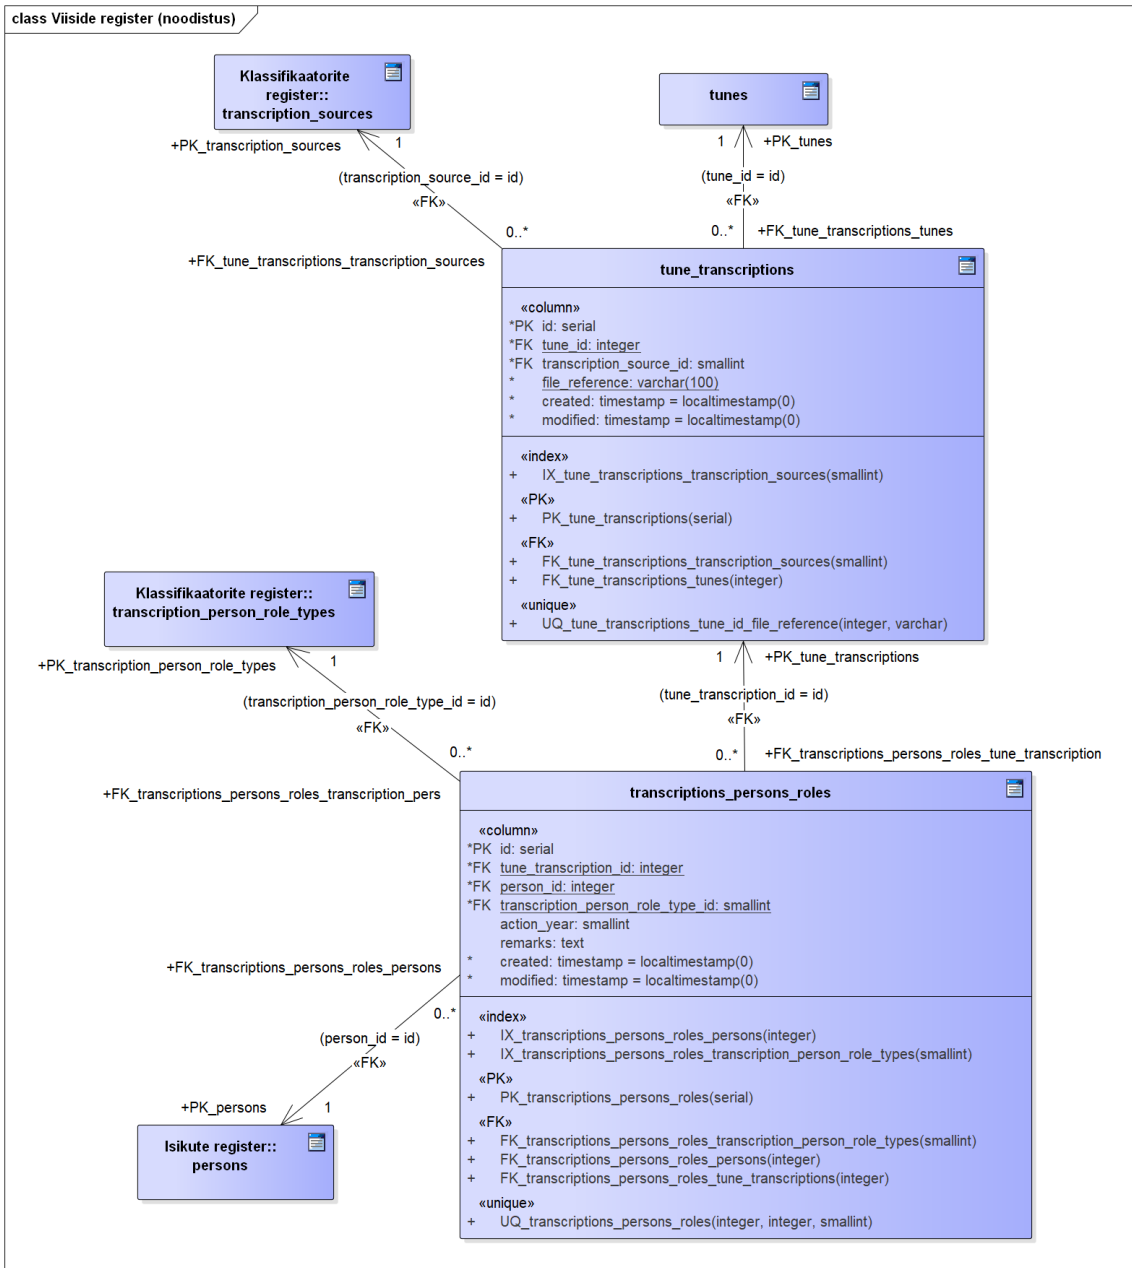 class Viiside register (noodistus)
Klassifikaatorite
register::
transcription_sources
tunes
+PK_transcription_sources
1
1
+PK_tunes
(transcription_source_id = id)
«FK»
(tune_id = id)
«FK»
0..*
0..*
+FK_tune_transcriptions_tunes
+FK_tune_transcriptions_transcription_sources
tune_transcriptions
«column»
*PK id: serial
*FK tune_id: integer
*FK transcription_source_id: smallint
* file_reference: varchar(100)
* created: timestamp = localtimestamp(0)
* modified: timestamp = localtimestamp(0)
«index»
+ IX_tune_transcriptions_transcription_sources(smallint)
«PK»
+ PK_tune_transcriptions(serial)
«FK»
+ FK_tune_transcriptions_transcription_sources(smallint)
+ FK_tune_transcriptions_tunes(integer)
«unique»
+ UQ_tune_transcriptions_tune_id_file_reference(integer, varchar)
Klassifikaatorite register::
transcription_person_role_types
+PK_transcription_person_role_types
1
1
+PK_tune_transcriptions
(transcription_person_role_type_id = id)
«FK»
(tune_transcription_id = id)
«FK»
0..*
0..*
+FK_transcriptions_persons_roles_tune_transcription
+FK_transcriptions_persons_roles_transcription_pers
transcriptions_persons_roles
«column»
*PK id: serial
*FK tune_transcription_id: integer
*FK person_id: integer
*FK transcription_person_role_type_id: smallint
action_year: smallint
remarks: text
* created: timestamp = localtimestamp(0)
* modified: timestamp = localtimestamp(0)
«index»
+ IX_transcriptions_persons_roles_persons(integer)
+ IX_transcriptions_persons_roles_transcription_person_role_types(smallint)
«PK»
+ PK_transcriptions_persons_roles(serial)
«FK»
+ FK_transcriptions_persons_roles_transcription_person_role_types(smallint)
+ FK_transcriptions_persons_roles_persons(integer)
+ FK_transcriptions_persons_roles_tune_transcriptions(integer)
«unique»
+ UQ_transcriptions_persons_roles(integer, integer, smallint)
+FK_transcriptions_persons_roles_persons
0..*
(person_id = id)
«FK»
+PK_persons
1
Isikute register::
persons